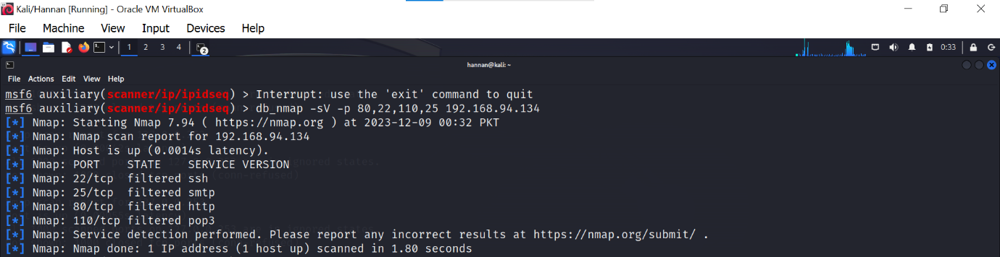 Kali/Hannan [Running] - Oracle VM VirtualBox
File Machine View Input Devices Help
1 2 3 4 2 0:33
hannan@kali: ~
File Actions Edit View Help
msf6 auxiliary(scanner/ip/ipidseq) > Interrupt: use the 'exit' command to quit
msf6 auxiliary(scanner/ip/ipidseq) > db_nmap -sV -p 80,22,110,25 192.168.94.134
[*] Nmap: Starting Nmap 7.94 ( https://nmap.org ) at 2023-12-09 00:32 PKT
[*] Nmap: Nmap scan report for 192.168.94.134
[*] Nmap: Host is up (0.0014s latency).
[*] Nmap: PORT STATE SERVICE VERSION
[*] Nmap: 22/tcp filtered ssh
[*] Nmap: 25/tcp filtered smtp
[*] Nmap: 80/tcp filtered http
[*] Nmap: 110/tcp filtered pop3
[*] Nmap: Service detection performed. Please report any incorrect results at https://nmap.org/submit/ .
[*] Nmap: Nmap done: 1 IP address (1 host up) scanned in 1.80 seconds